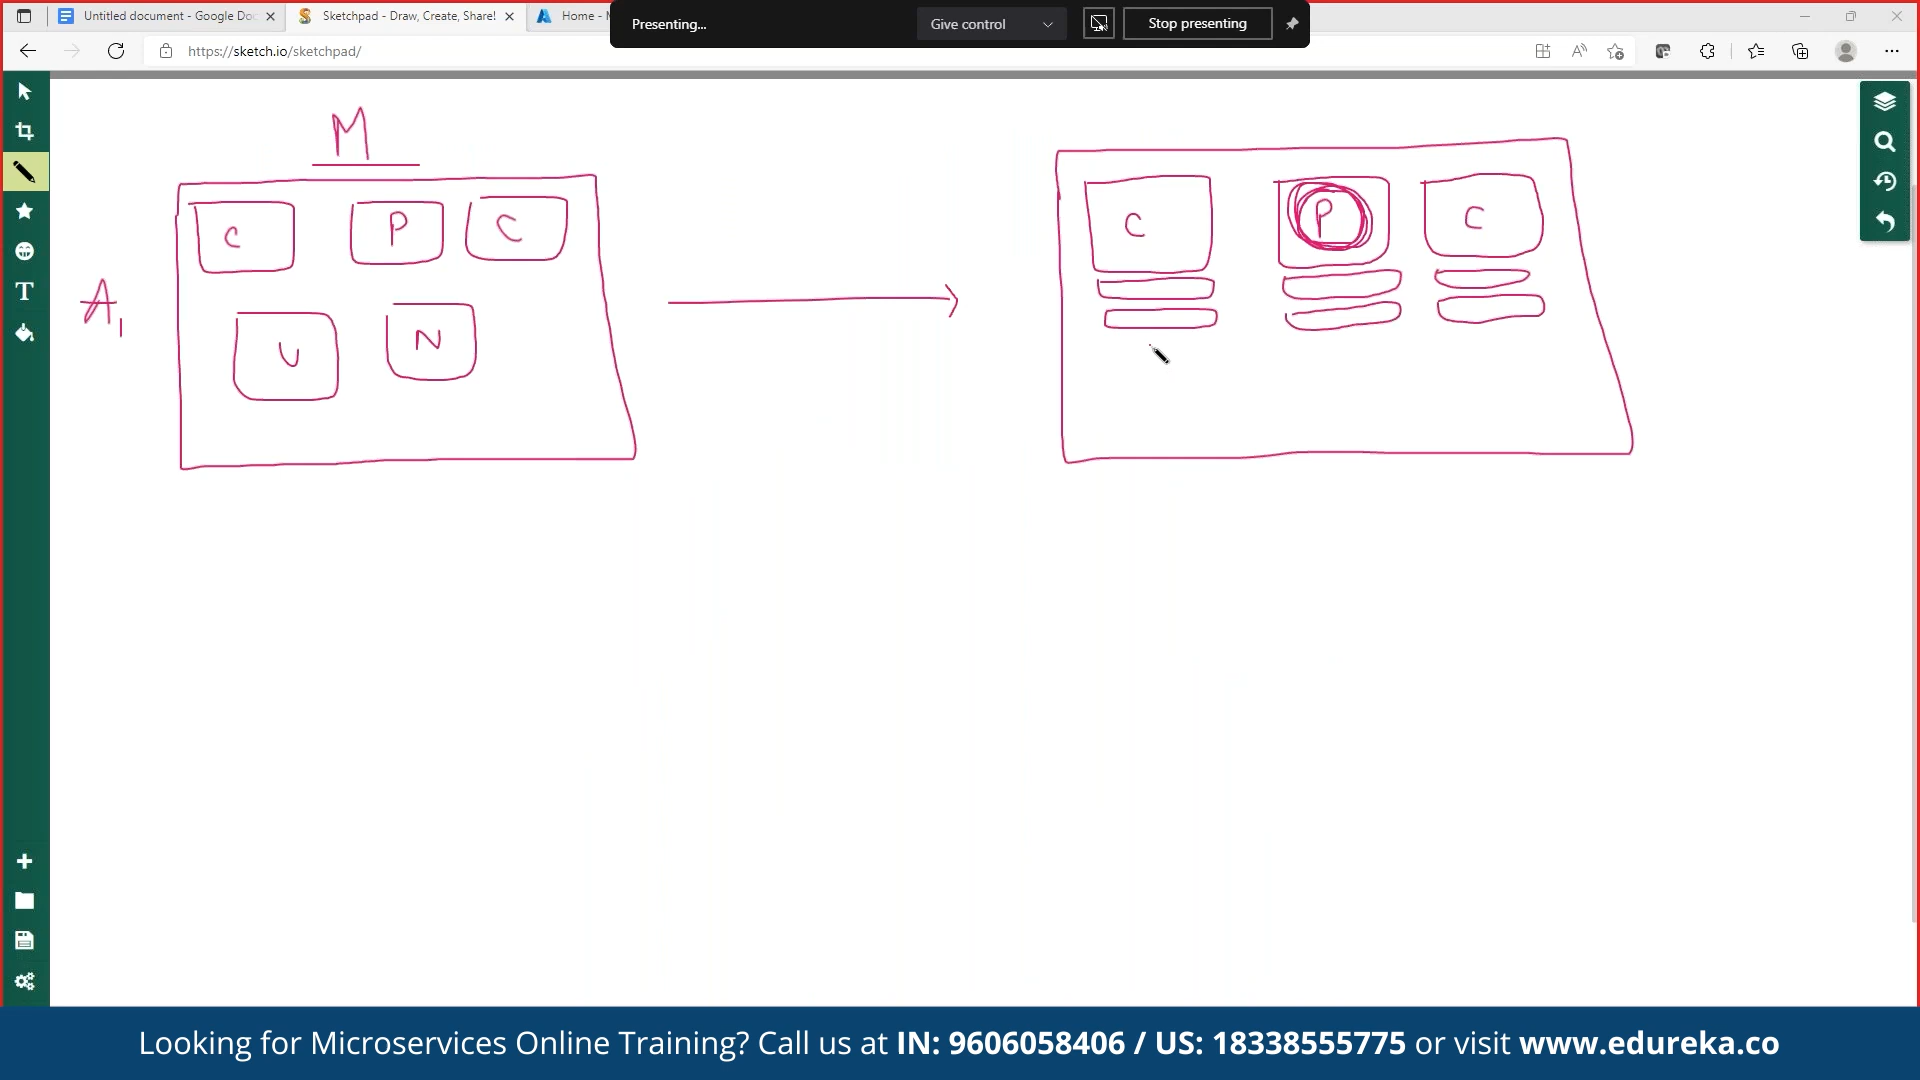 Untitled document - Google Doc
Sketchpad - Draw, Create, Share!
Home - M
Presenting...
Give control
Stop presenting
https://sketch.io/sketchpad/
M
C P C
U N
A1
C P C
T
Looking for Microservices Online Training? Call us at IN: 9606058406 / US: 18338555775 or visit www.edureka.co